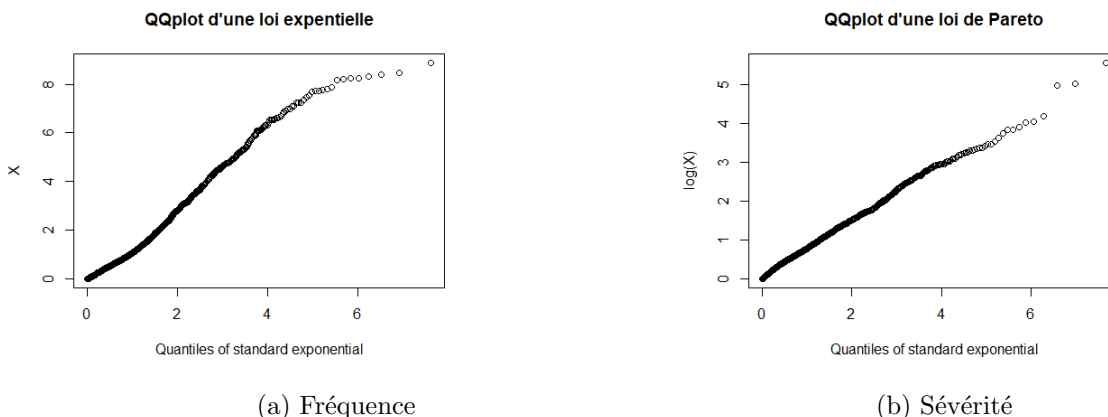 QQplot d'une loi expentielle
X
8
6
4
2
0
0 2 4 6
Quantiles of standard exponential
(a) Fréquence
QQplot d'une loi de Pareto
log(X)
5
4
3
2
1
0
0 2 4 6
Quantiles of standard exponential
(b) Sévérité